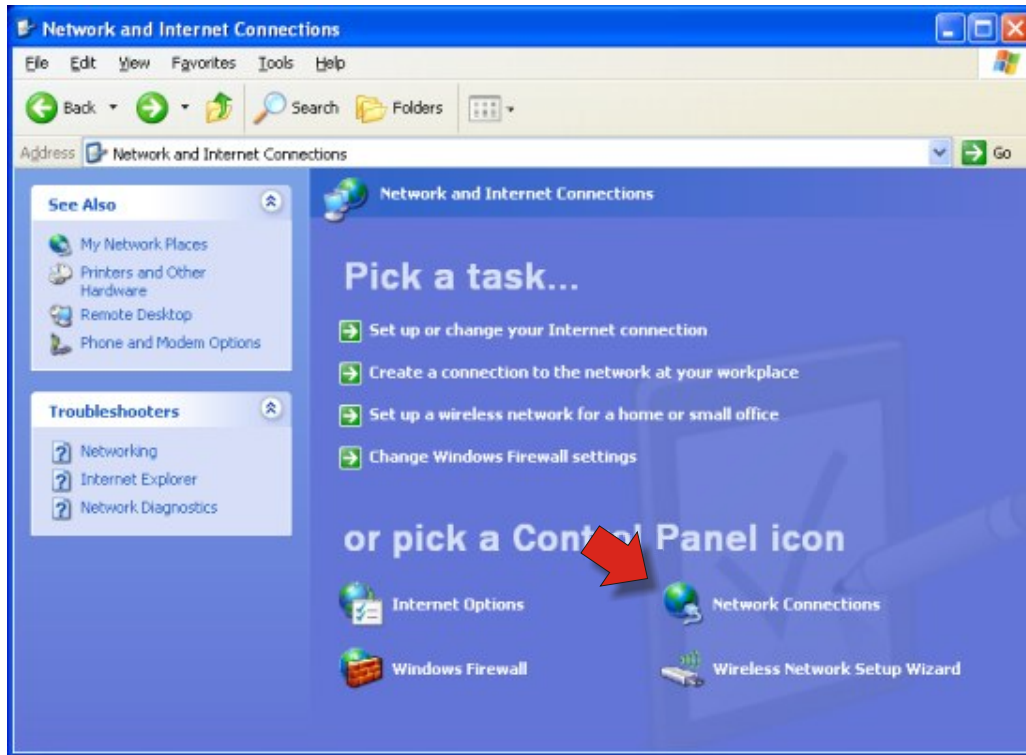 Network and Internet Connections
File Edit View Favorites Tools Help
Back Search Folders
Address Network and Internet Connections Go
See Also
My Network Places
Printers and Other
Hardware
Remote Desktop
Phone and Modem Options
Troubleshooters
Networking
Internet Explorer
Network Diagnostics
Network and Internet Connections
Pick a task...
Set up or change your Internet connection
Create a connection to the network at your workplace
Set up a wireless network for a home or small office
Change Windows Firewall settings
or pick a Control Panel icon
Internet Options
Network Connections
Windows Firewall
Wireless Network Setup Wizard